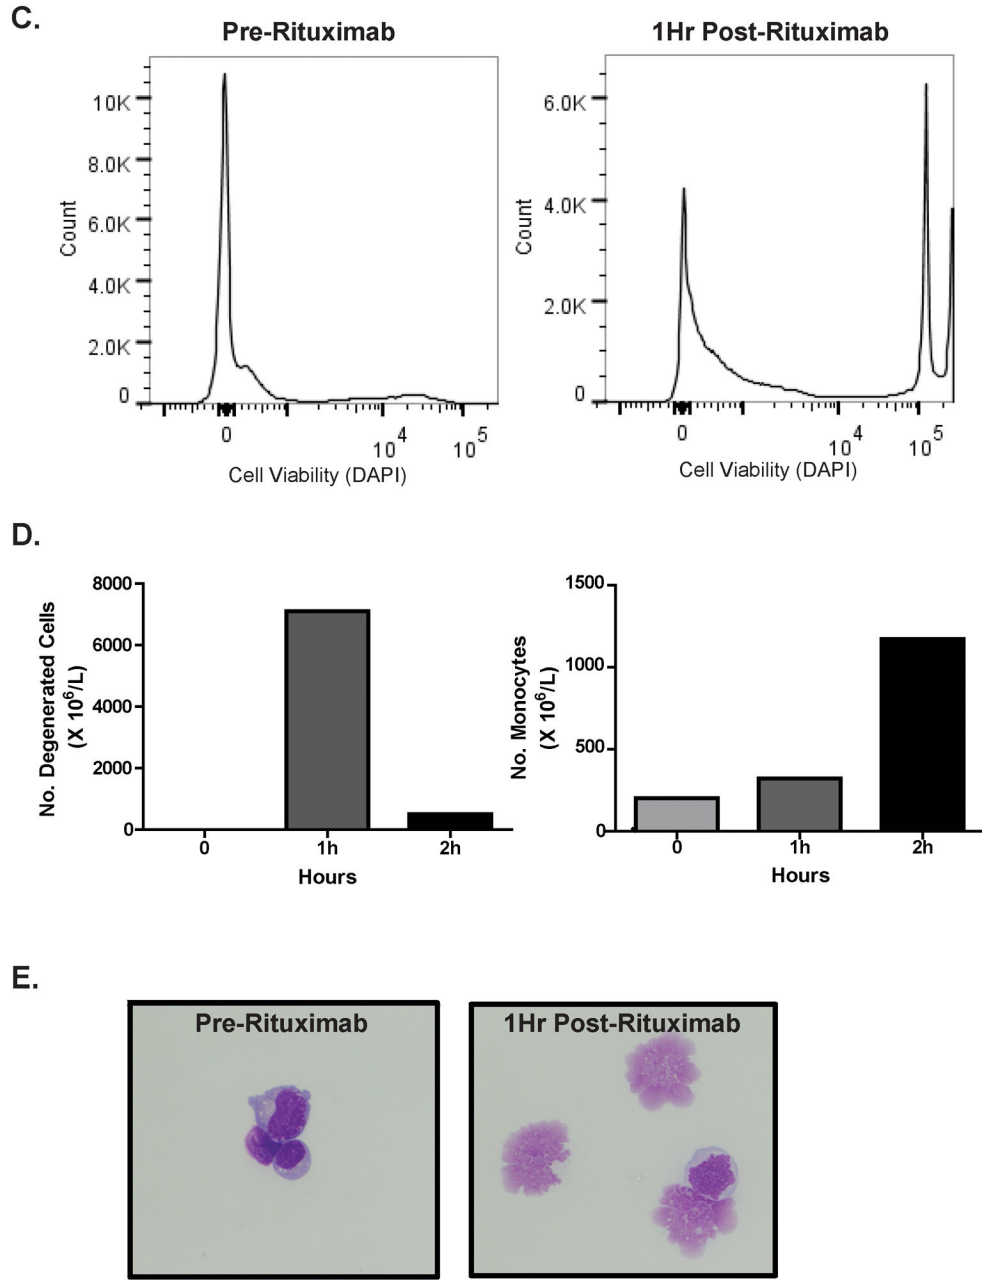 C.
Pre-Rituximab
1Hr Post-Rituximab
10K
8.0K
6.0K
4.0K
2.0K
0
Count
0
10^4
10^5
Cell Viability (DAPI)
6.0K
4.0K
2.0K
0
Count
0
10^4
10^5
Cell Viability (DAPI)
D.
8000
6000
4000
2000
0
No. Degenerated Cells
(X 10^6/L)
0
1h
2h
Hours
1500
1000
500
0
No. Monocytes
(X 10^6/L)
0
1h
2h
Hours
E.
Pre-Rituximab
1Hr Post-Rituximab